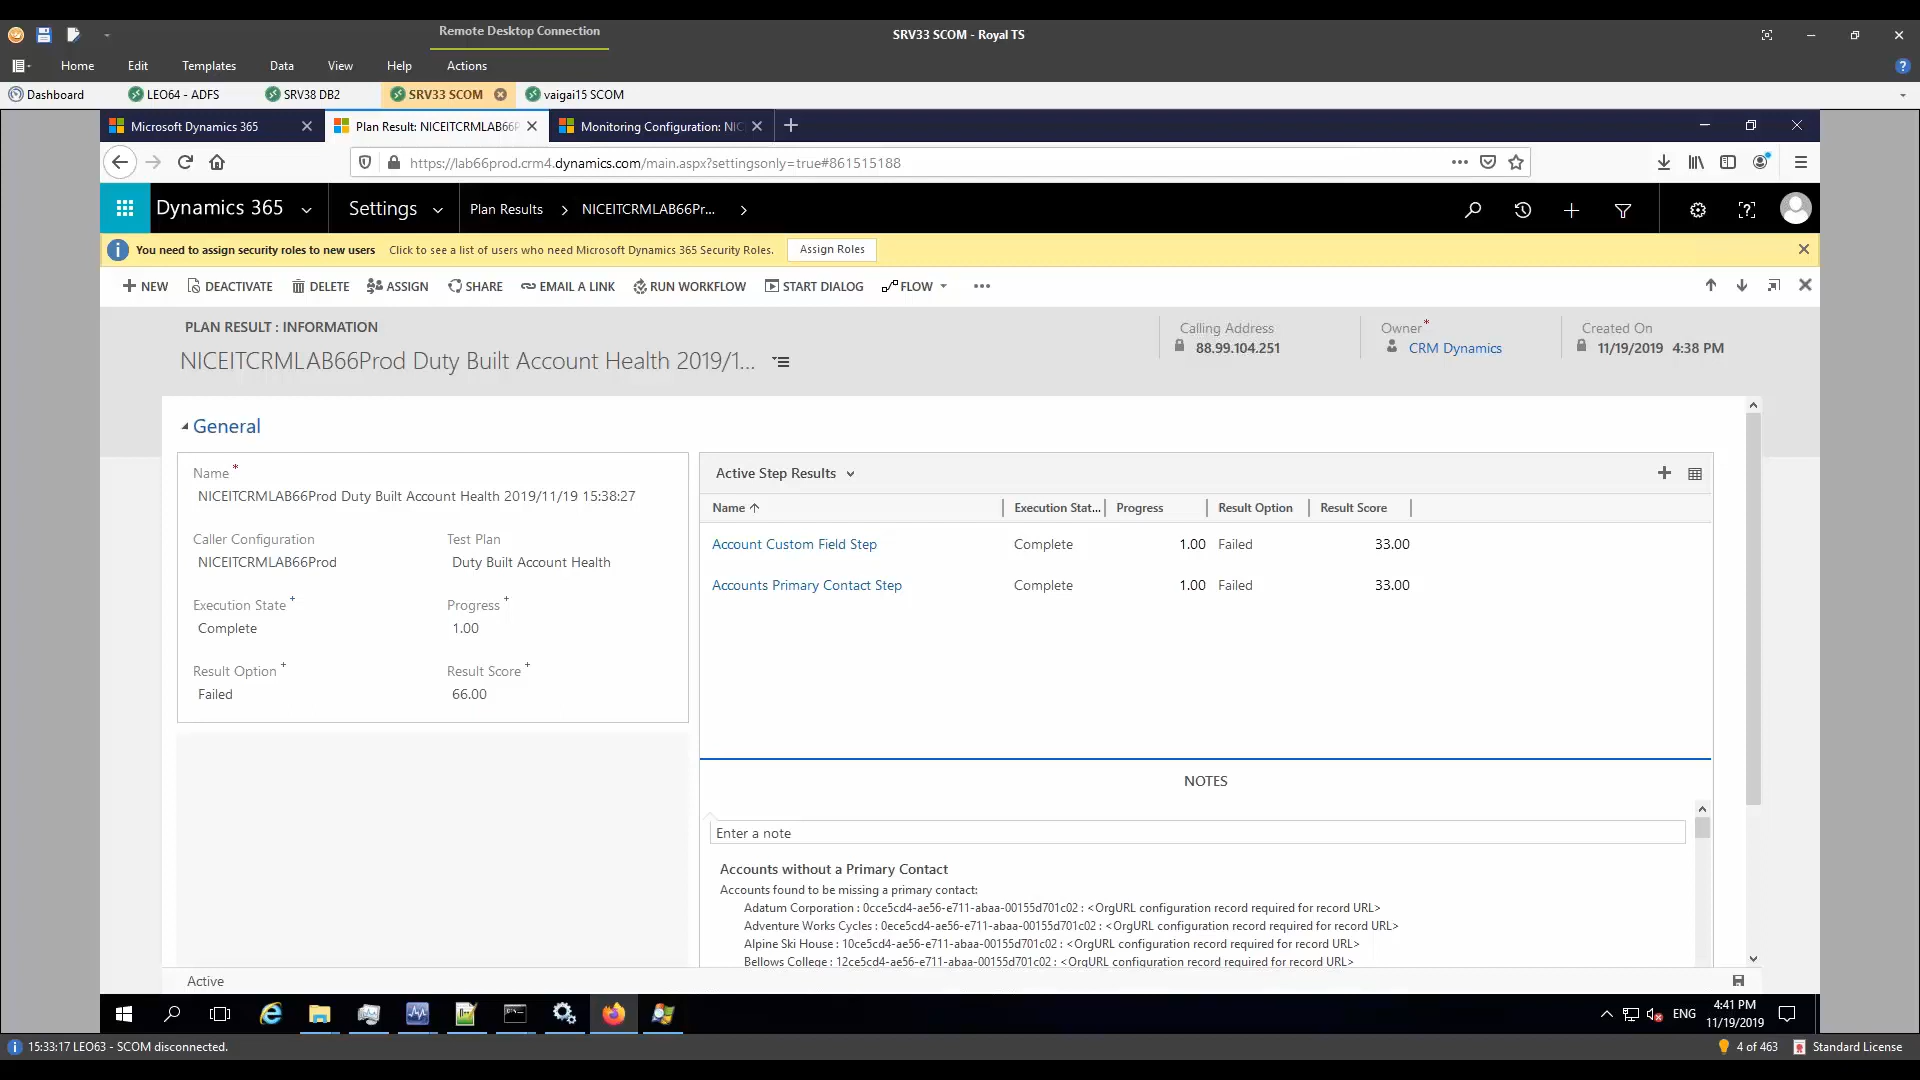 Remote Desktop Connection
SRV33 SCOM - Royal TS
Home Edit Templates Data View Help Actions
Dashboard LEO64 - ADFS SRV38 DB2 SRV33 SCOM vaigai15 SCOM
Microsoft Dynamics 365 Plan Result: NICEITCRMLAB66P Monitoring Configuration: NIC
https://lab66prod.crm4.dynamics.com/main.aspx?settingsonly=true#861515188
Dynamics 365 Settings Plan Results NICEITCRMLAB66Pr...
You need to assign security roles to new users Click to see a list of users who need Microsoft Dynamics 365 Security Roles. Assign Roles
NEW DEACTIVATE DELETE ASSIGN SHARE EMAIL A LINK RUN WORKFLOW START DIALOG FLOW ...
PLAN RESULT : INFORMATION
NICEITCRMLAB66Prod Duty Built Account Health 2019/1...
Calling Address
88.99.104.251
Owner *
CRM Dynamics
Created On
11/19/2019 4:38 PM
General
Name *
NICEITCRMLAB66Prod Duty Built Account Health 2019/11/19 15:38:27
Caller Configuration Test Plan
NICEITCRMLAB66Prod Duty Built Account Health
Execution State + Progress +
Complete 1.00
Result Option + Result Score +
Failed 66.00
Active Step Results
Name Execution Stat... Progress Result Option Result Score
Account Custom Field Step Complete 1.00 Failed 33.00
Accounts Primary Contact Step Complete 1.00 Failed 33.00
NOTES
Enter a note
Accounts without a Primary Contact
Accounts found to be missing a primary contact:
Adatum Corporation : 0cce5cd4-ae56-e711-abaa-00155d701c02 : <OrgURL configuration record required for record URL>
Adventure Works Cycles : 0ece5cd4-ae56-e711-abaa-00155d701c02 : <OrgURL configuration record required for record URL>
Alpine Ski House : 10ce5cd4-ae56-e711-abaa-00155d701c02 : <OrgURL configuration record required for record URL>
Bellows College : 12ce5cd4-ae56-e711-abaa-00155d701c02 : <OrgURL configuration record required for record URL>
Active
ENG 4:41 PM
11/19/2019
15:33:17 LEO63 - SCOM disconnected. 4 of 463 Standard License